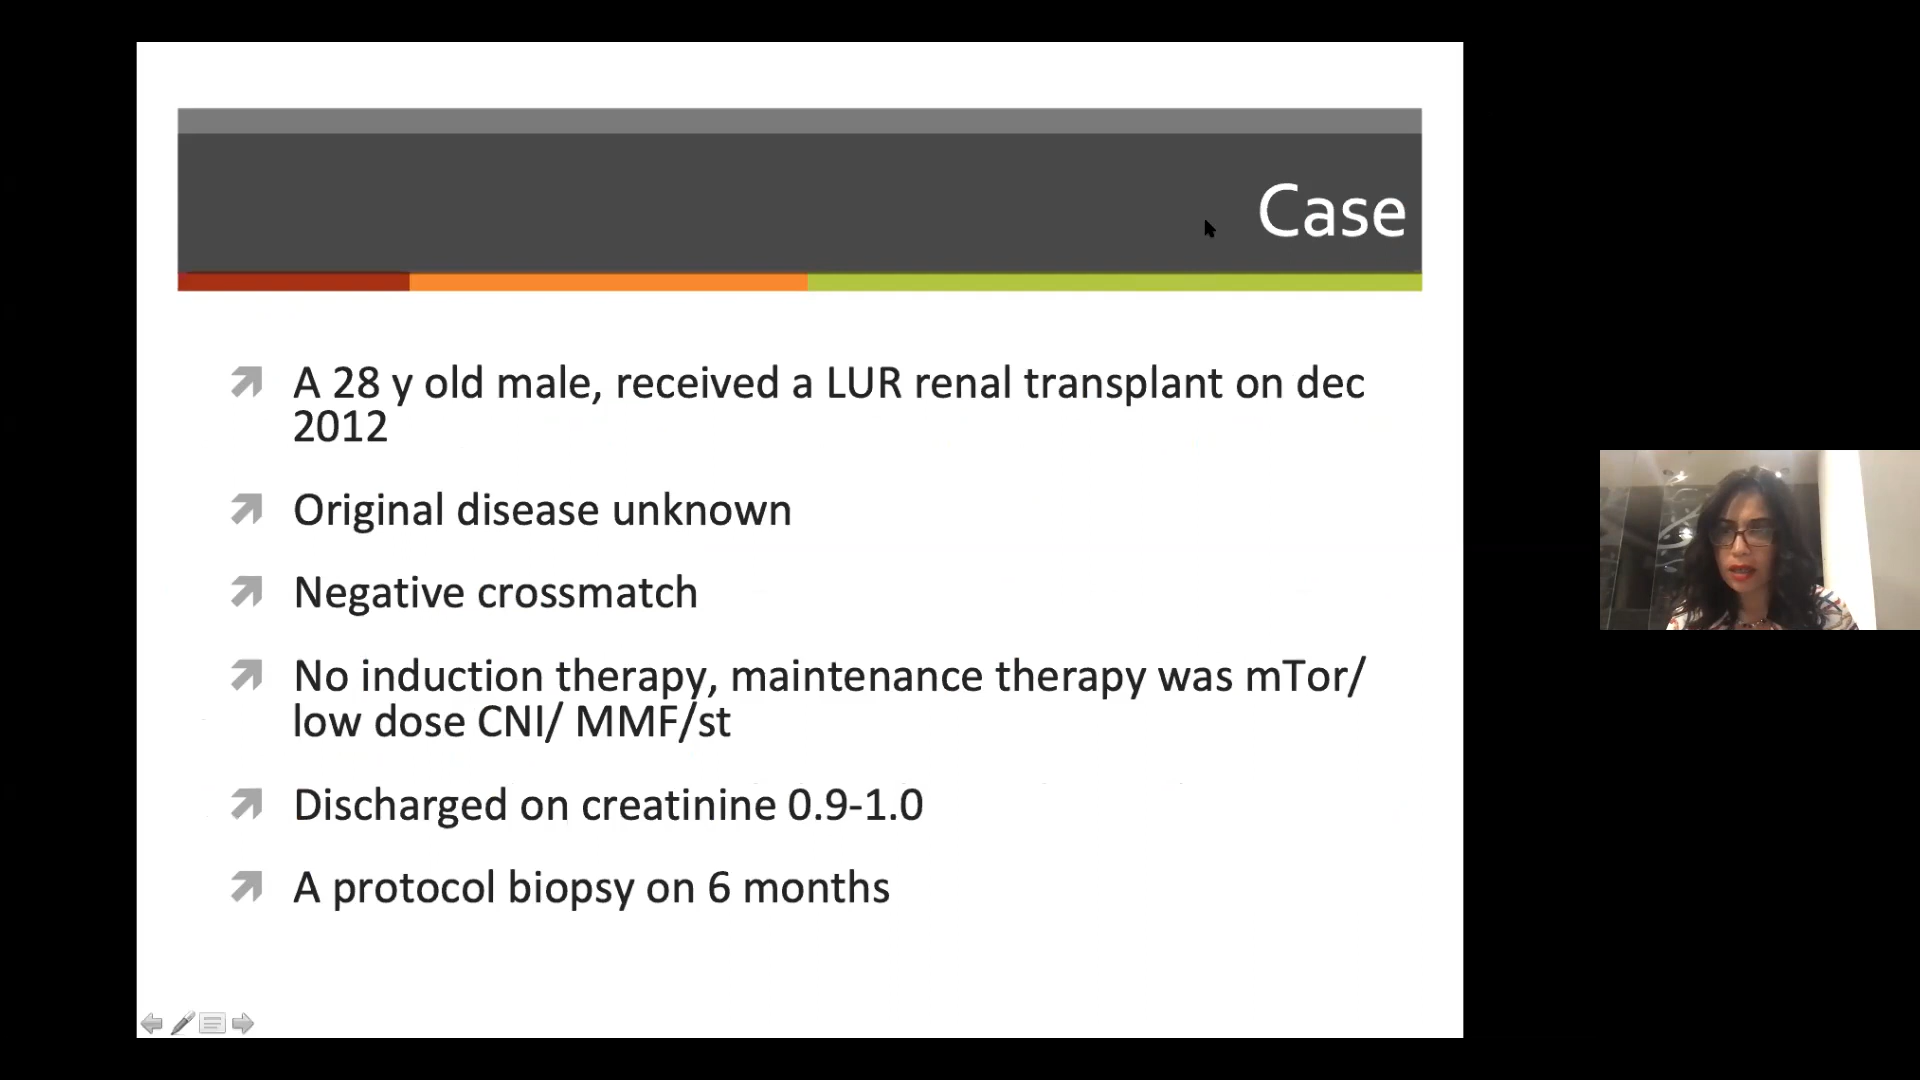 Case
A 28 y old male, received a LUR renal transplant on dec
2012
Original disease unknown
Negative crossmatch
No induction therapy, maintenance therapy was mTor/
low dose CNI/ MMF/st
Discharged on creatinine 0.9-1.0
A protocol biopsy on 6 months